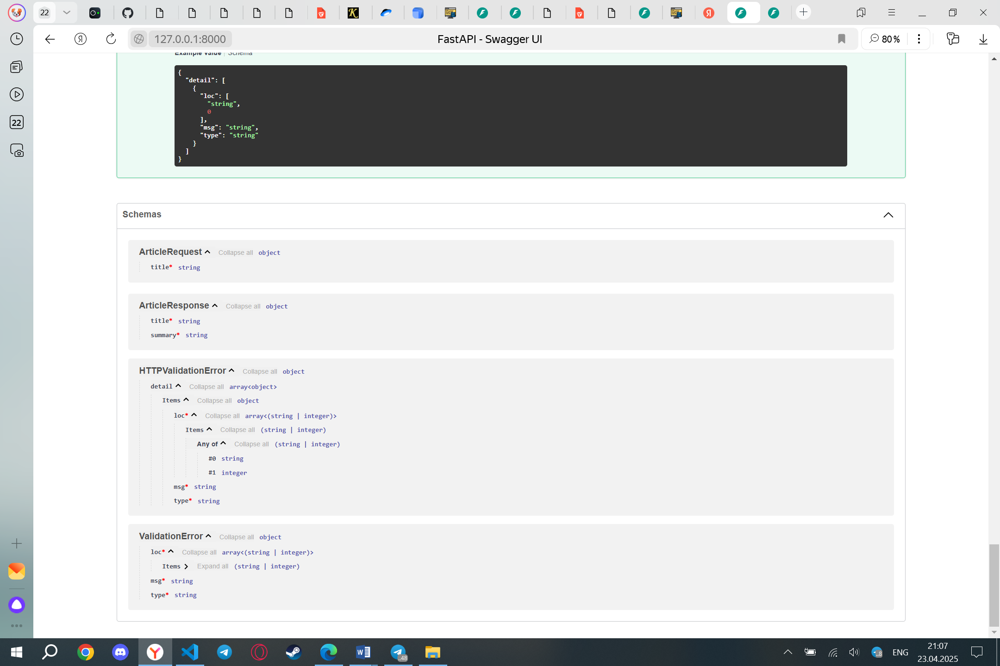 22
127.0.0.1:8000
FastAPI - Swagger UI
80%
Example Value | Schema
{
"detail": [
{
"loc": [
"string",
0
],
"msg": "string",
"type": "string"
}
]
}
22
Schemas
ArticleRequest Collapse all object
title* string
ArticleResponse Collapse all object
title* string
summary* string
HTTPValidationError Collapse all object
detail Collapse all array<object>
Items Collapse all object
loc* Collapse all array<(string | integer)>
Items Collapse all (string | integer)
Any of Collapse all (string | integer)
#0 string
#1 integer
msg* string
type* string
ValidationError Collapse all object
loc* Collapse all array<(string | integer)>
Items Expand all (string | integer)
msg* string
type* string
..48
..8
ENG
21:07
23.04.2025